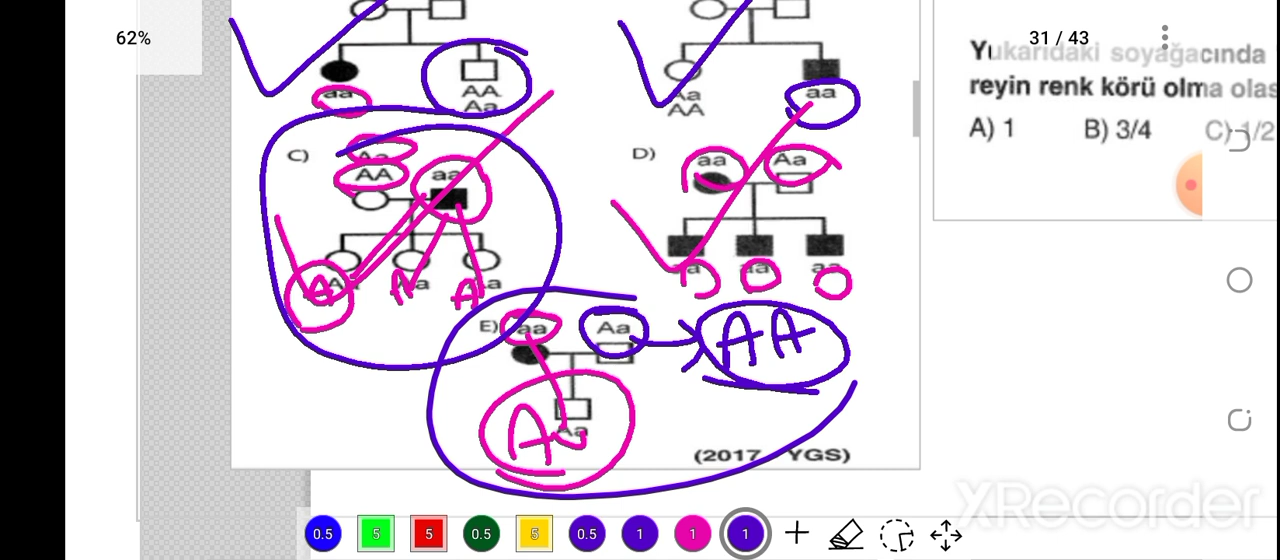 62%
31 / 43
Yukarıdaki soyağacında
reyin renk körü olma olas
A) 1 B) 3/4 C) 1/2
aa
AA
Aa
Aa
AA
aa
C)
Aa
AA
aa
D)
aa
Aa
A
A
A
aa
E)
aa
Aa
AA
Aa
(2017 YGS)
XRecorder
0.5 5 5 0.5 5 0.5 1 1 1